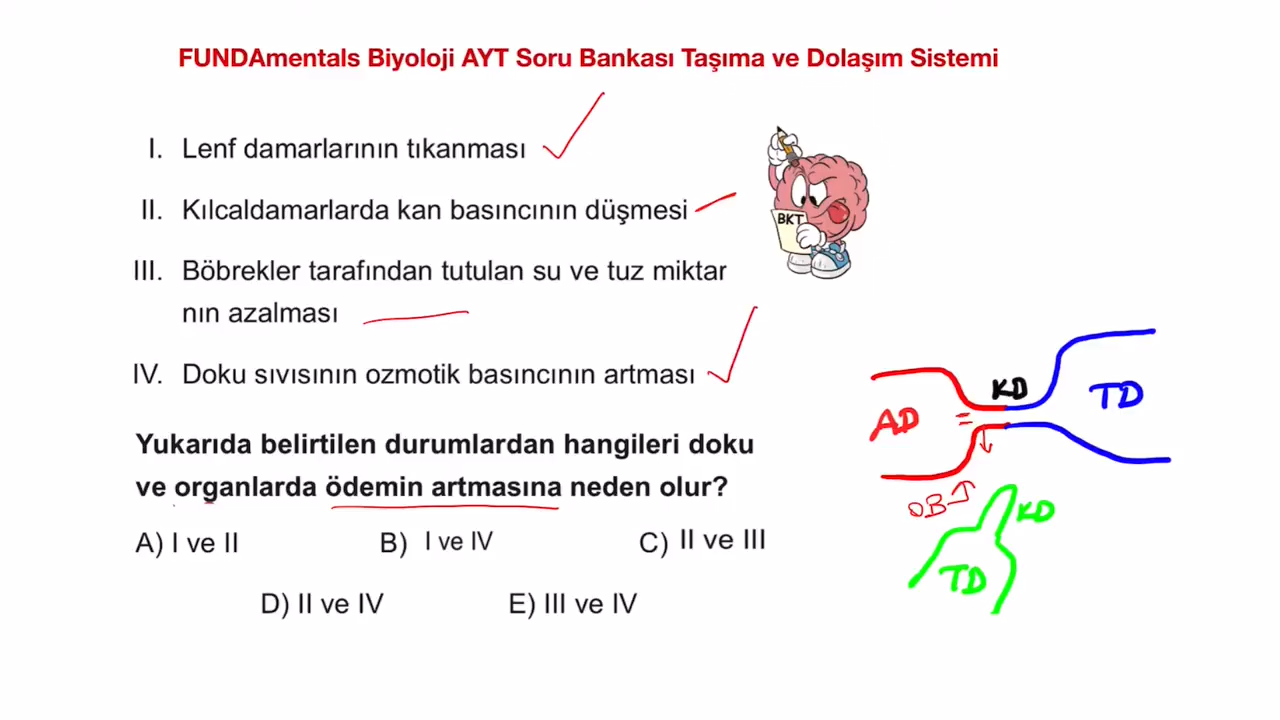 FUNDAmentals Biyoloji AYT Soru Bankası Taşıma ve Dolaşım Sistemi
I. Lenf damarlarının tıkanması
II. Kılcaldamarlarda kan basıncının düşmesi
BKT
III. Böbrekler tarafından tutulan su ve tuz miktar
nın azalması
IV. Doku sıvısının ozmotik basıncının artması
KD
TD
AD
Yukarıda belirtilen durumlardan hangileri doku
ve organlarda ödemin artmasına neden olur?
OB↑
KD
TD
A) I ve II B) I ve IV C) II ve III
D) II ve IV E) III ve IV